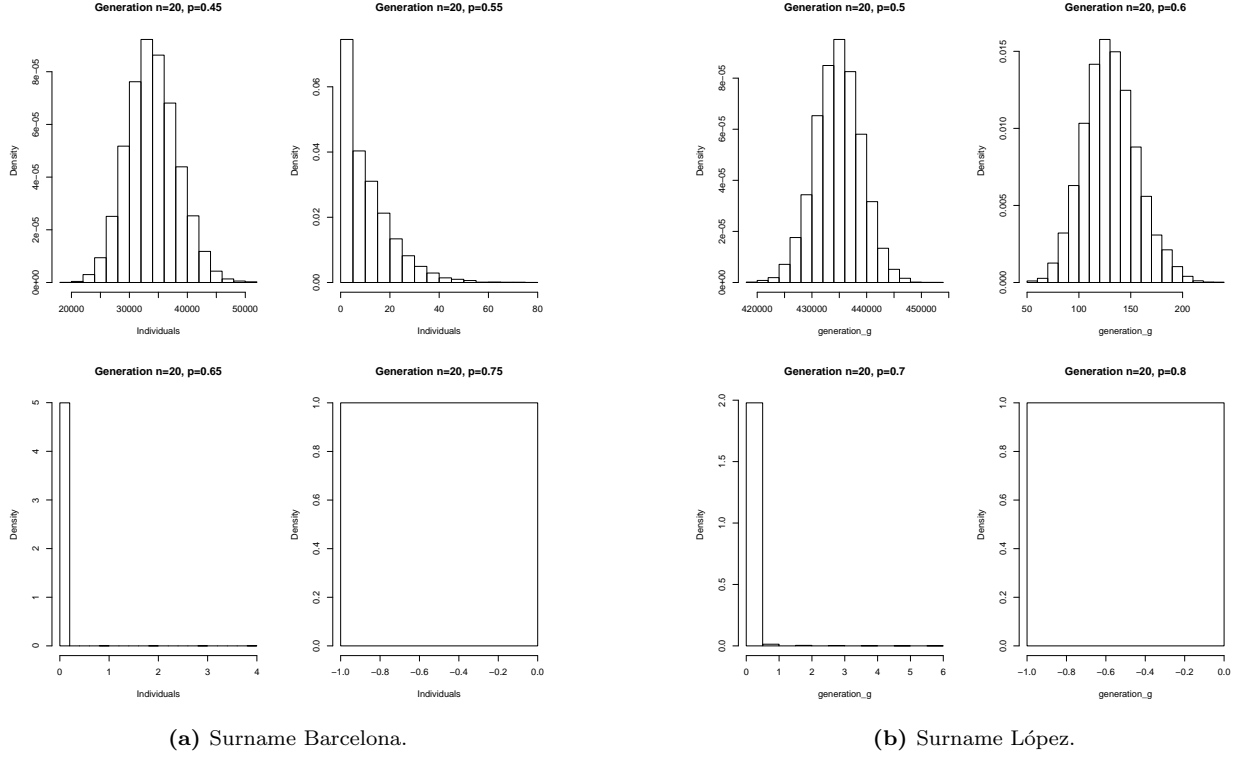 Generation n=20, p=0.45
Density
0e+00 2e-05 4e-05 6e-05 8e-05
20000 30000 40000 50000
Individuals
Generation n=20, p=0.55
Density
0.00 0.02 0.04 0.06
0 20 40 60 80
Individuals
Generation n=20, p=0.65
Density
0 1 2 3 4 5
0 1 2 3 4
Individuals
Generation n=20, p=0.75
Density
0.0 0.2 0.4 0.6 0.8 1.0
−1.0 −0.8 −0.6 −0.4 −0.2 0.0
Individuals
(a) Surname Barcelona.
Generation n=20, p=0.5
Density
0e+00 2e-05 4e-05 6e-05 8e-05
420000 430000 440000 450000
generation_g
Generation n=20, p=0.6
Density
0.000 0.005 0.010 0.015
50 100 150 200
generation_g
Generation n=20, p=0.7
Density
0.0 0.5 1.0 1.5 2.0
0 1 2 3 4 5 6
generation_g
Generation n=20, p=0.8
Density
0.0 0.2 0.4 0.6 0.8 1.0
−1.0 −0.8 −0.6 −0.4 −0.2 0.0
generation_g
(b) Surname López.